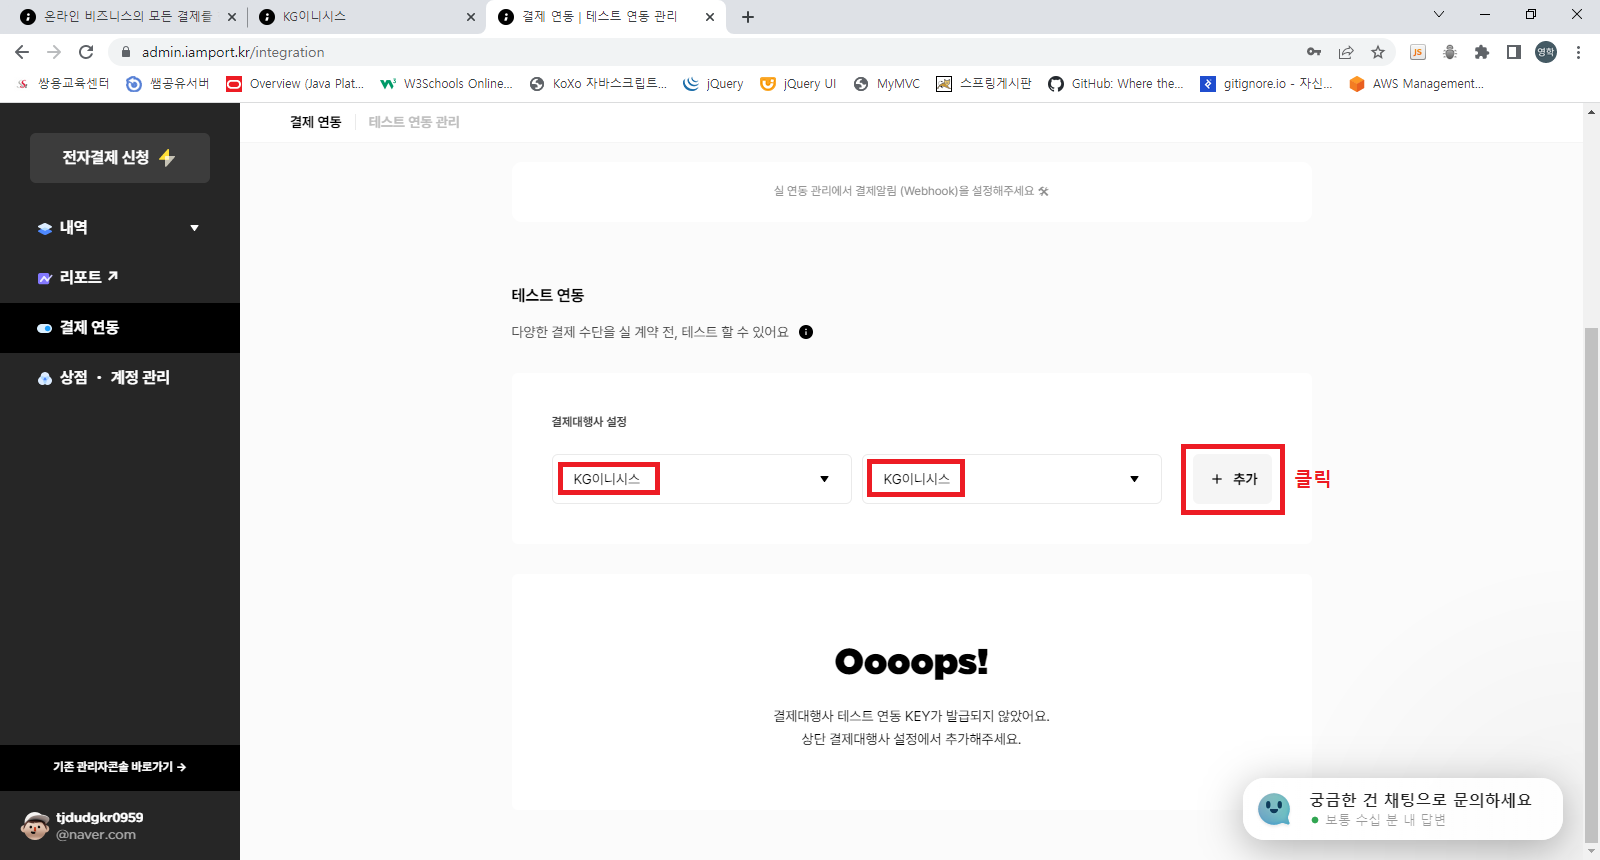 온라인 비즈니스의 모든 결제를
KG이니시스
결제 연동 | 테스트 연동 관리
admin.iamport.kr/integration
영학
쌍용교육센터
쌤공유서버
Overview (Java Plat...
W3Schools Online...
KoXo 자바스크립트...
jQuery
jQuery UI
MyMVC
스프링게시판
GitHub: Where the...
gitignore.io - 자신...
AWS Management...
전자결제 신청
내역
리포트
결제 연동
상점 · 계정 관리
기존 관리자콘솔 바로가기 →
tjdudgkr0959
@naver.com
결제 연동
테스트 연동 관리
실 연동 관리에서 결제알림 (Webhook)을 설정해주세요
테스트 연동
다양한 결제 수단을 실 계약 전, 테스트 할 수 있어요
결제대행사 설정
KG이니시스
KG이니시스
+ 추가
클릭
Oooops!
결제대행사 테스트 연동 KEY가 발급되지 않았어요.
상단 결제대행사 설정에서 추가해주세요.
궁금한 건 채팅으로 문의하세요
보통 수십 분 내 답변